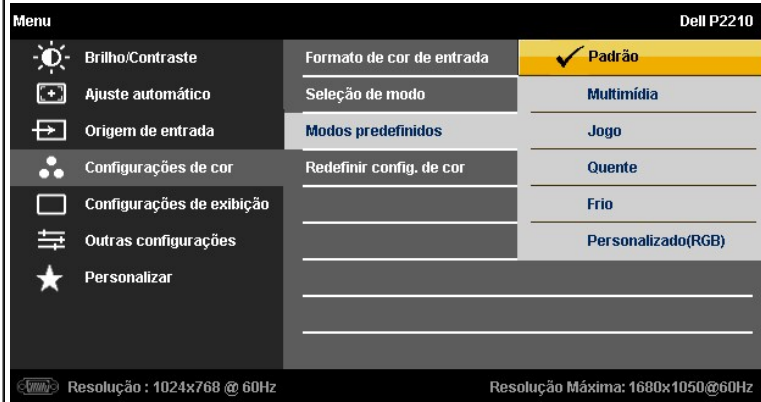 Menu
Dell P2210
Brilho/Contraste
Formato de cor de entrada
Padrão
Ajuste automático
Seleção de modo
Multimídia
Origem de entrada
Modos predefinidos
Jogo
Configurações de cor
Redefinir config. de cor
Quente
Configurações de exibição
Frio
Outras configurações
Personalizado(RGB)
Personalizar
Resolução : 1024x768 @ 60Hz
Resolução Máxima: 1680x1050@60Hz